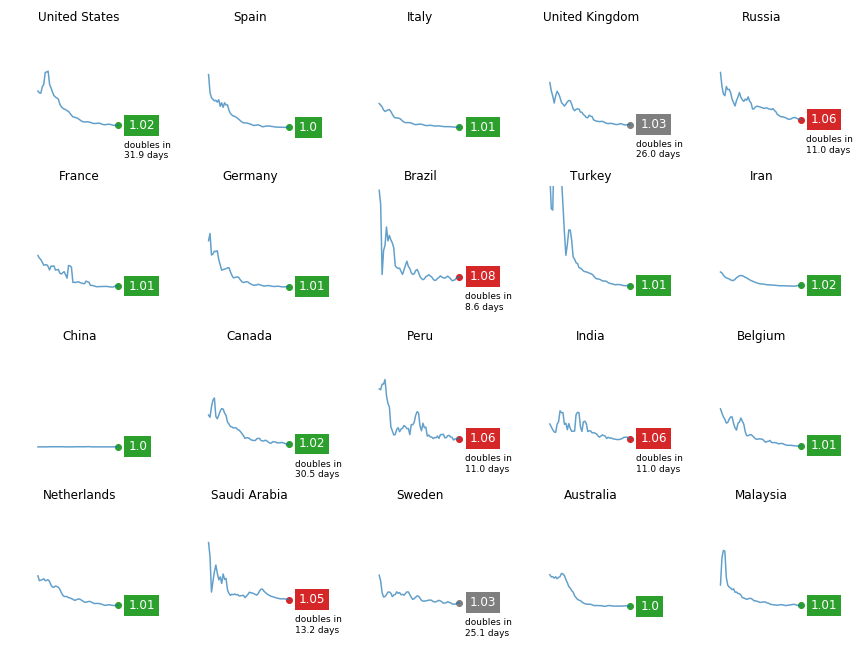 United States
Spain
Italy
United Kingdom
Russia
1.02
doubles in
31.9 days
1.0
1.01
1.03
doubles in
26.0 days
1.06
doubles in
11.0 days
France
Germany
Brazil
Turkey
Iran
1.01
1.01
1.08
doubles in
8.6 days
1.01
1.02
China
Canada
Peru
India
Belgium
1.0
1.02
doubles in
30.5 days
1.06
doubles in
11.0 days
1.06
doubles in
11.0 days
1.01
Netherlands
Saudi Arabia
Sweden
Australia
Malaysia
1.01
1.05
doubles in
13.2 days
1.03
doubles in
25.1 days
1.0
1.01